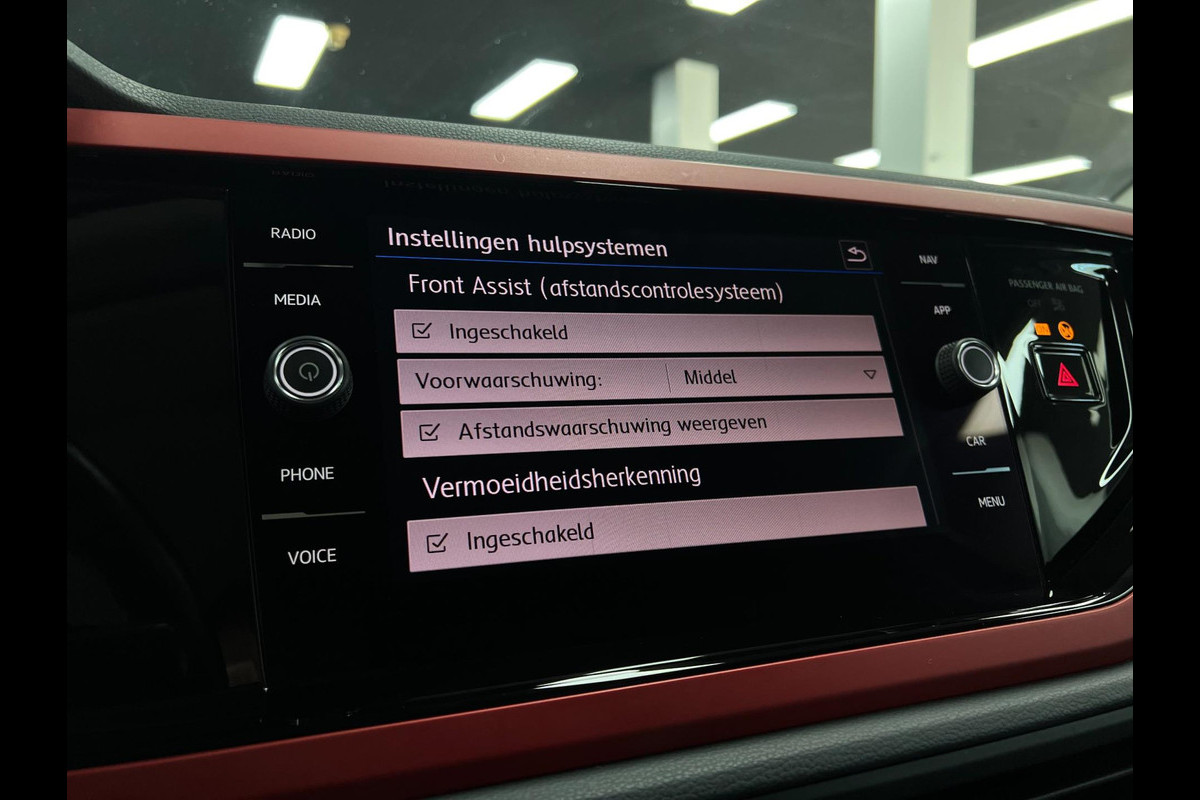 RADIO
MEDIA
PHONE
VOICE
Instellingen hulpsystemen
Front Assist (afstandscontrolesysteem)
Ingeschakeld
Voorwaarschuwing: Middel
Afstandswaarschuwing weergeven
Vermoeidheidsherkenning
Ingeschakeld
NAV
APP
CAR
MENU
PASSENGER AIR BAG
OFF